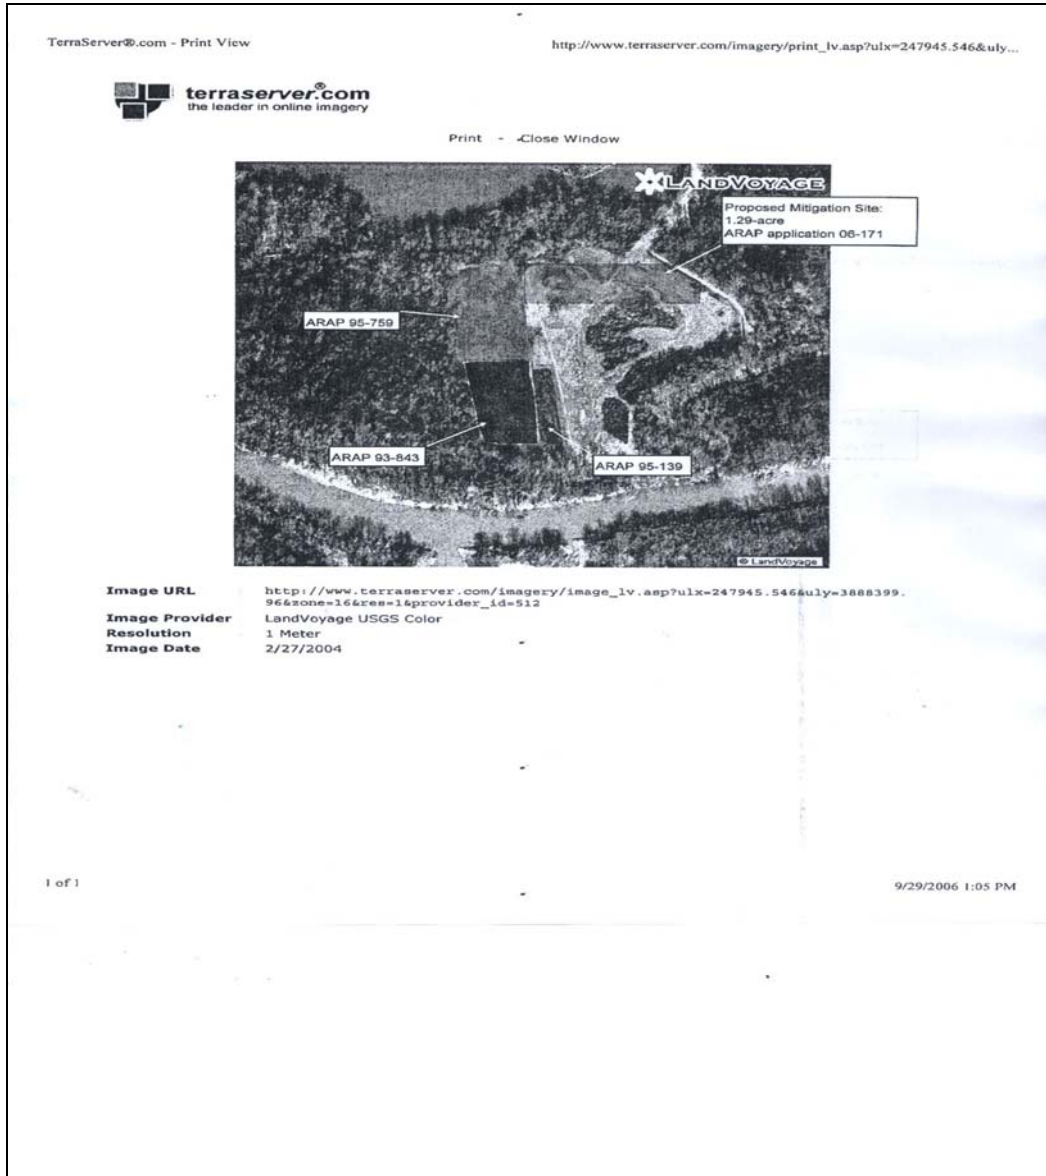 TerraServer®.com - Print View
http://www.terraserver.com/imagery/print_lv.asp?ulx=247945.546&uly...
terraserver.com®
the leader in online imagery
Print - Close Window
LANDVOYAGE
Proposed Mitigation Site:
1.29-acre
ARAP application 06-171
ARAP 95-759
ARAP 93-843
ARAP 95-139
© LandVoyage
Image URL http://www.terraserver.com/imagery/image_lv.asp?ulx=247945.546&uly=3888399.
96&zone=16&res=1&provider_id=512
Image Provider LandVoyage USGS Color
Resolution 1 Meter
Image Date 2/27/2004
1 of 1
9/29/2006 1:05 PM